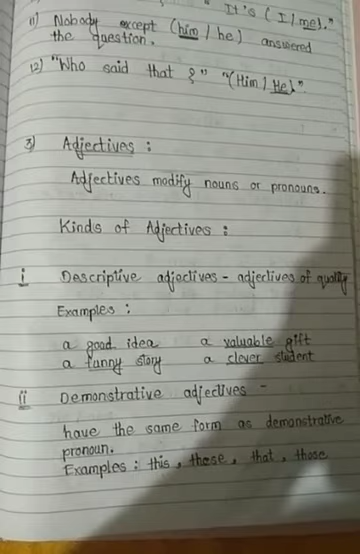 "It's (I/me)."
11) Nobody except (him/he) answered
the question.
12) "Who said that ?" "(Him/He)".
3) Adjectives :
Adjectives modify nouns or pronouns.
Kinds of Adjectives :
i Descriptive adjectives - adjectives of quality
Examples :
a good idea a valuable gift
a funny story a clever student
ii Demonstrative adjectives -
have the same form as demonstrative
pronoun.
Examples : this, these, that, those